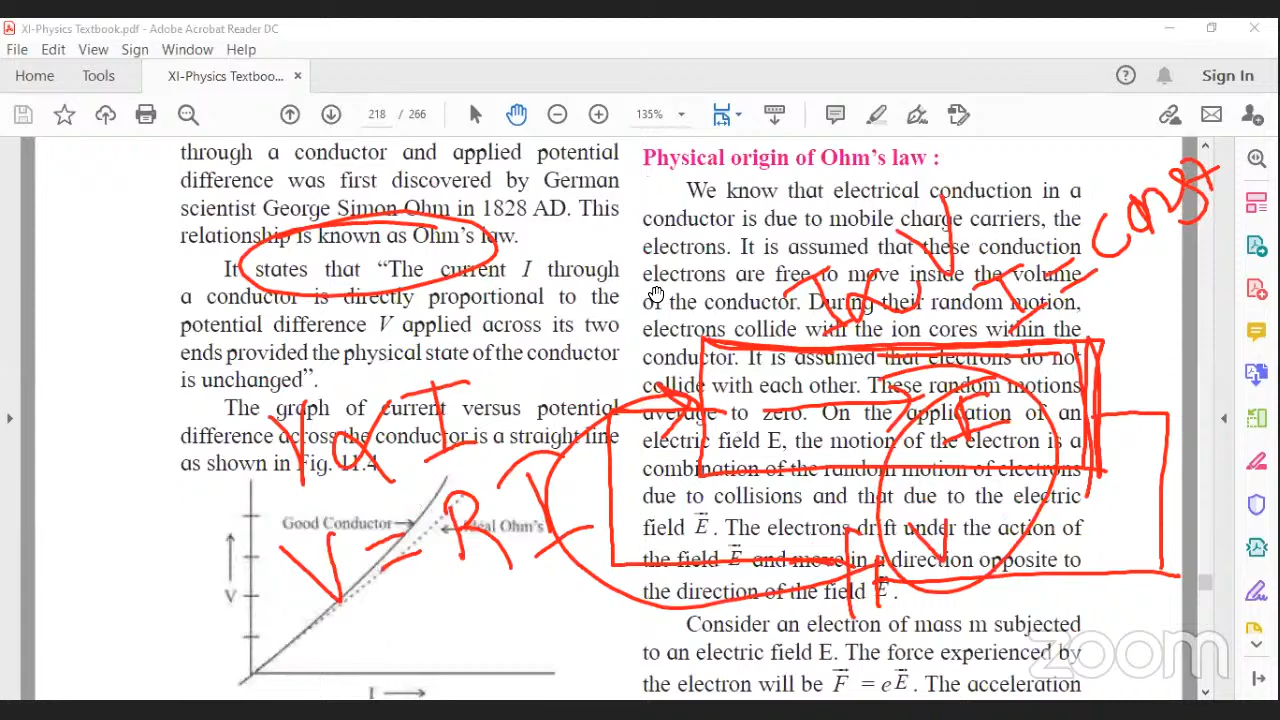 XI-Physics Textbook.pdf - Adobe Acrobat Reader DC
File Edit View Sign Window Help
Home Tools XI-Physics Textboo... × Sign In
218 / 266 135%
through a conductor and applied potential
difference was first discovered by German
scientist George Simon Ohm in 1828 AD. This
relationship is known as Ohm's law.
It states that “The current I through
a conductor is directly proportional to the
potential difference V applied across its two
ends provided the physical state of the conductor
is unchanged”.
The graph of current versus potential
difference across the conductor is a straight line
as shown in Fig. 11.4
V ∝ I
V = R I
Good Conductor
Ideal Ohm's
V
I
Physical origin of Ohm's law :
We know that electrical conduction in a
conductor is due to mobile charge carriers, the
electrons. It is assumed that these conduction
electrons are free to move inside the volume
of the conductor. During their random motion,
electrons collide with the ion cores within the
conductor. It is assumed that electrons do not
collide with each other. These random motions
average to zero. On the application of an
electric field E, the motion of the electron is a
combination of the random motion of electrons
due to collisions and that due to the electric
field E. The electrons drift under the action of
the field E and move in a direction opposite to
the direction of the field E.
Consider an electron of mass m subjected
to an electric field E. The force experienced by
the electron will be F = eE. The acceleration
I ∝ V
I = const
E
V
I
zoom